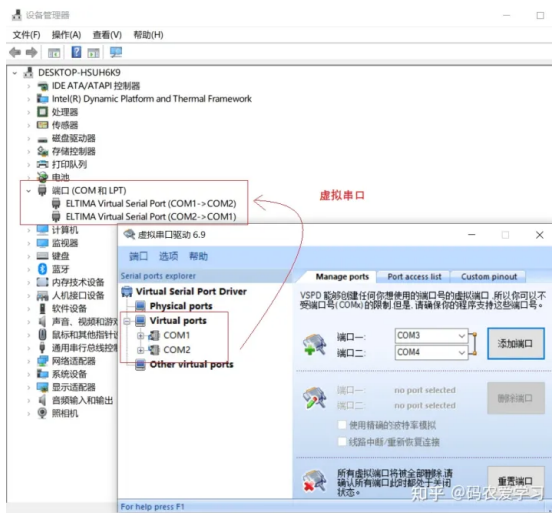 设备管理器
文件(F) 操作(A) 查看(V) 帮助(H)
DESKTOP-HSUH6K9
IDE ATA/ATAPI 控制器
Intel(R) Dynamic Platform and Thermal Framework
处理器
传感器
磁盘驱动器
存储控制器
打印队列
电池
端口 (COM 和 LPT)
ELTIMA Virtual Serial Port (COM1->COM2)
ELTIMA Virtual Serial Port (COM2->COM1)
虚拟串口
计算机
监视器
键盘
蓝牙
内存技术设备
人机接口设备
软件设备
声音、视频和游戏
鼠标和其他指针设
通用串行总线控制
网络适配器
系统设备
显示适配器
音频输入和输出
照相机
虚拟串口驱动 6.9
端口 选项 帮助
Serial ports explorer
Virtual Serial Port Driver
Physical ports
Virtual ports
COM1
COM2
Other virtual ports
Manage ports Port access list Custom pinout
VSPD 能够创建任何你想使用的端口号的虚拟端口 ,所以你可以不
受端口号(COMx)的限制,但是,请确保你的程序支持这些端口号.
端口一: COM3
端口二: COM4
添加端口
端口一: no port selected
端口二: no port selected
删除端口
使用精确的波特率模拟
线路中断/重新恢复连接
所有虚拟端口将被全部删除,请
确认所有端口此时都处于关闭
状态。
重置端口
For help press F1
知乎 @码农爱学习